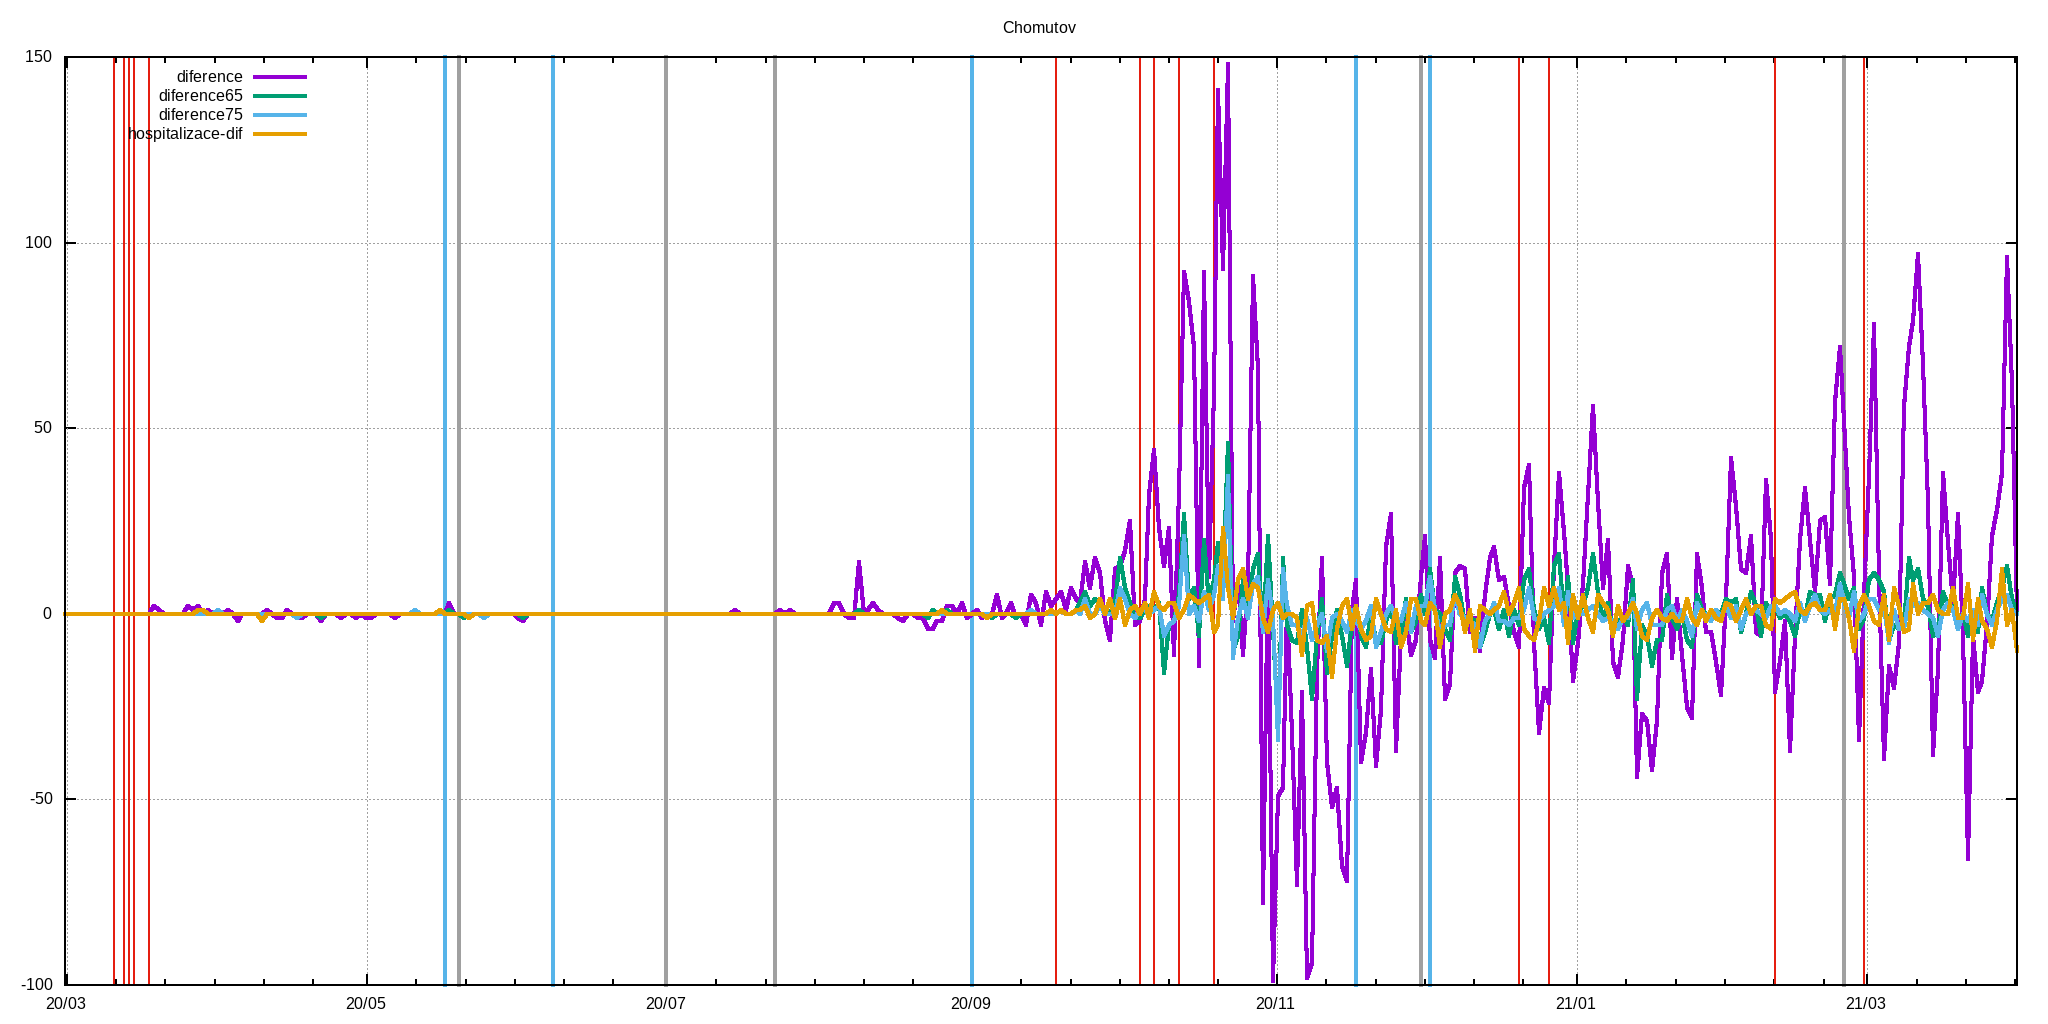 Chomutov
150
diference
diference65
diference75
hospitalizace-dif
100
50
0
-50
-100
20/03 20/05 20/07 20/09 20/11 21/01 21/03